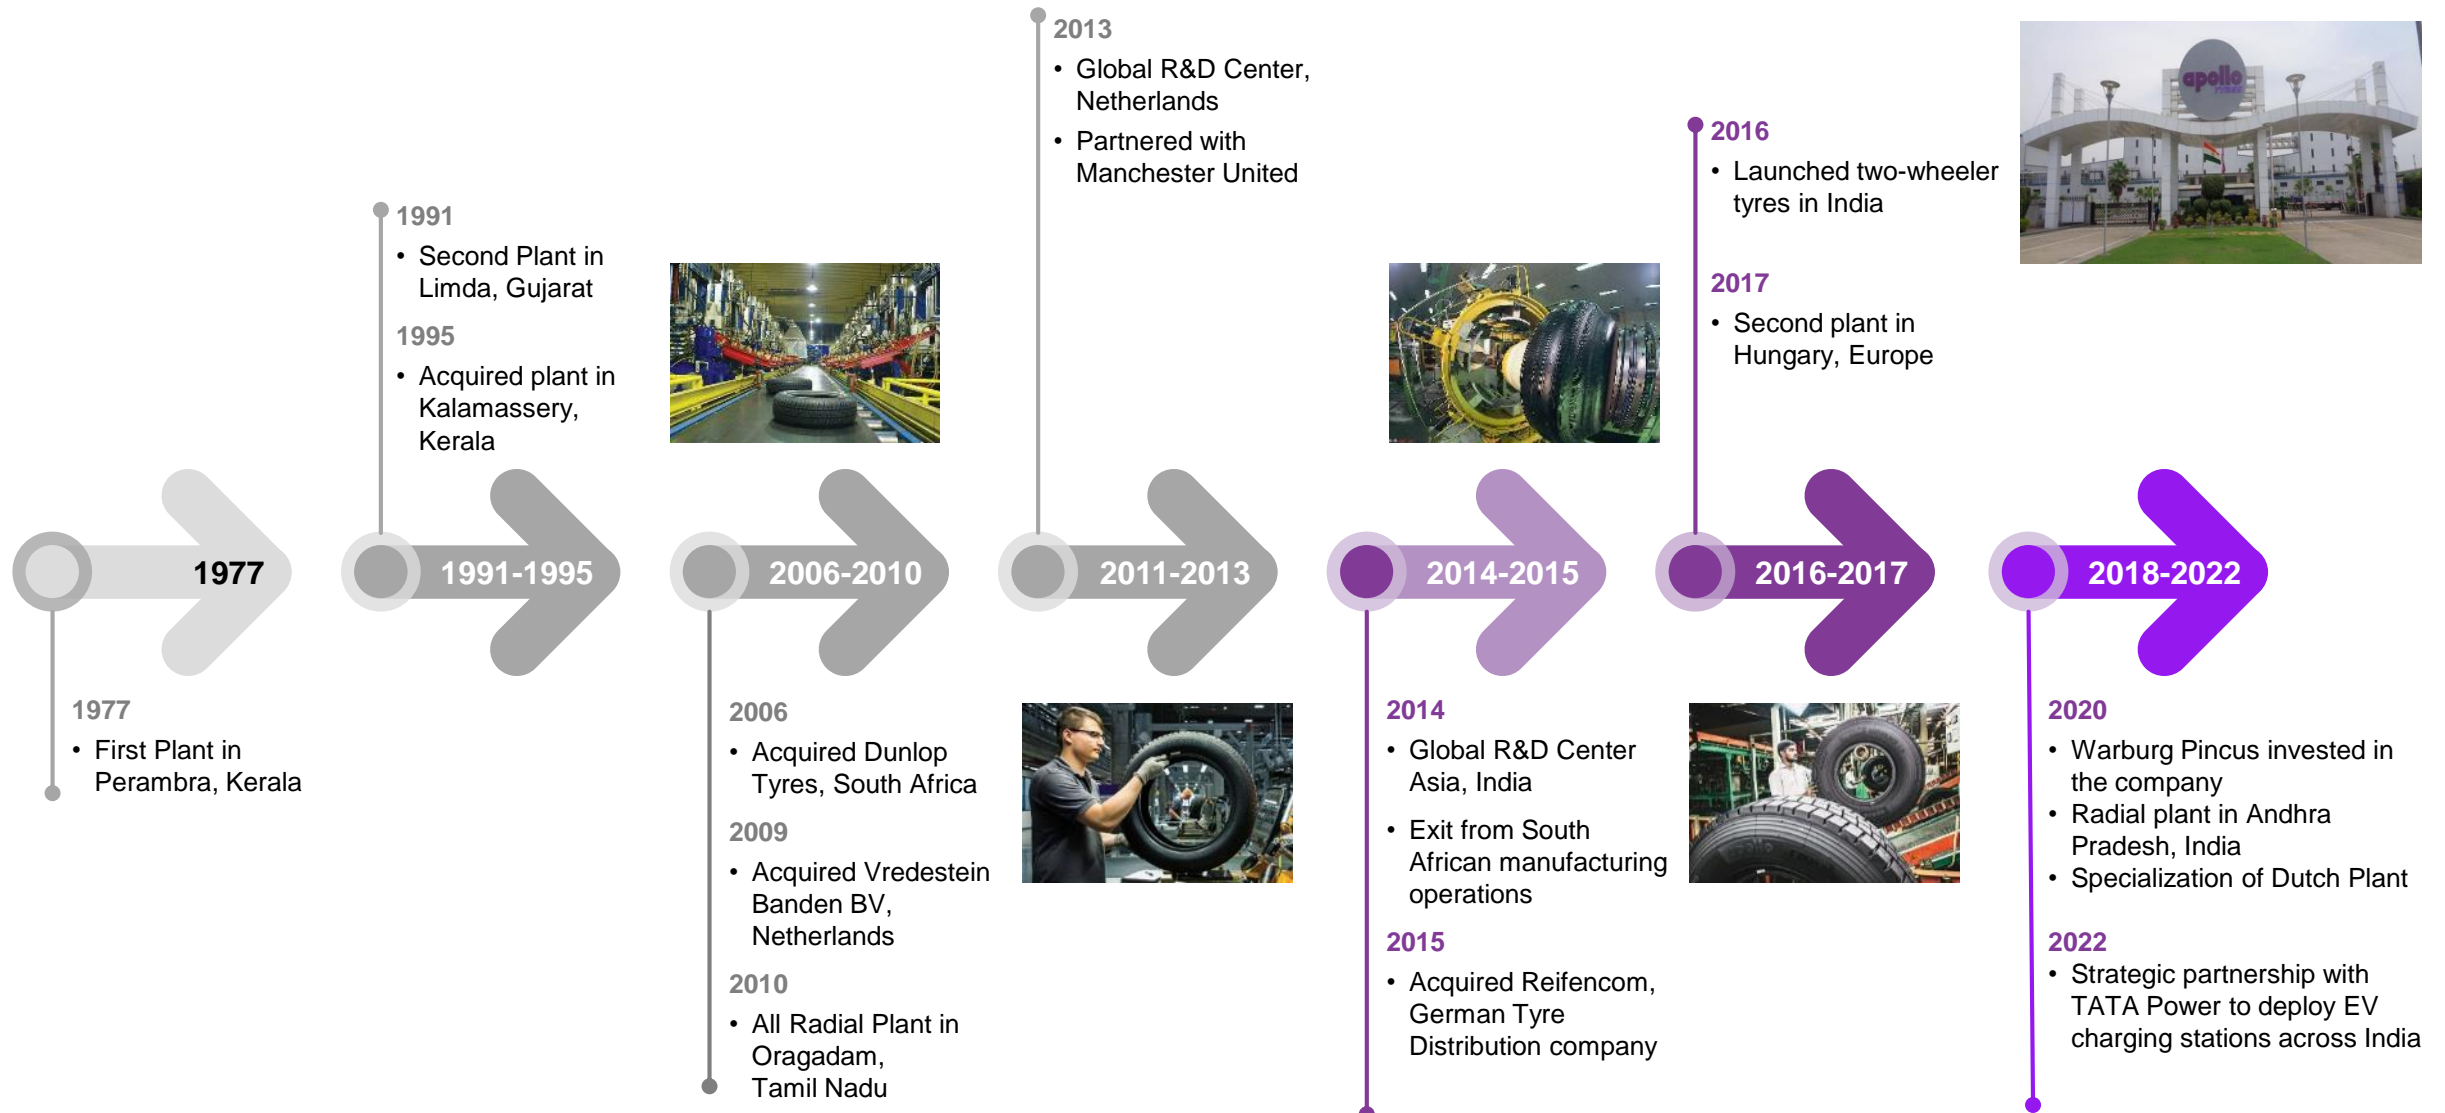 1977
1977
• First Plant in
Perambra, Kerala
1991-1995
1991
• Second Plant in
Limda, Gujarat
1995
• Acquired plant in
Kalamassery,
Kerala
2006-2010
2006
• Acquired Dunlop
Tyres, South Africa
2009
• Acquired Vredestein
Banden BV,
Netherlands
2010
• All Radial Plant in
Oragadam,
Tamil Nadu
2011-2013
2013
• Global R&D Center,
Netherlands
• Partnered with
Manchester United
2014-2015
2014
• Global R&D Center
Asia, India
• Exit from South
African manufacturing
operations
2015
• Acquired Reifencom,
German Tyre
Distribution company
2016-2017
2016
• Launched two-wheeler
tyres in India
2017
• Second plant in
Hungary, Europe
2018-2022
2020
• Warburg Pincus invested in
the company
• Radial plant in Andhra
Pradesh, India
• Specialization of Dutch Plant
2022
• Strategic partnership with
TATA Power to deploy EV
charging stations across India
apollo
TYRES
apollo